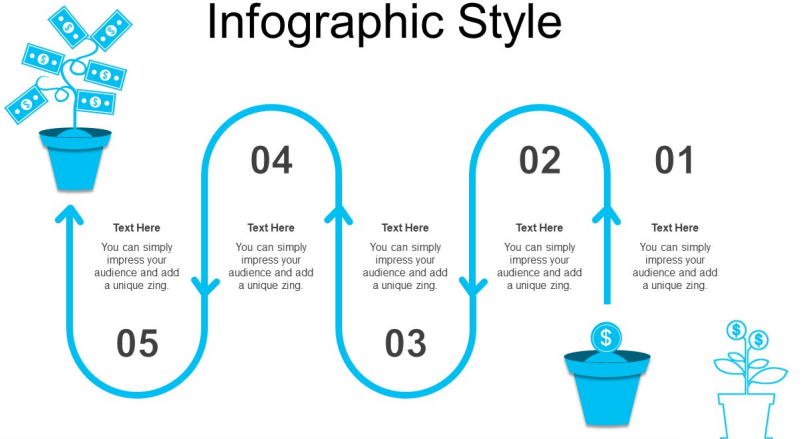 Infographic Style
04
02
01
Text Here
You can simply
impress your
audience and add
a unique zing.
Text Here
You can simply
impress your
audience and add
a unique zing.
Text Here
You can simply
impress your
audience and add
a unique zing.
Text Here
You can simply
impress your
audience and add
a unique zing.
Text Here
You can simply
impress your
audience and add
a unique zing.
05
03
$
$
$
$
$
$
$
$
$